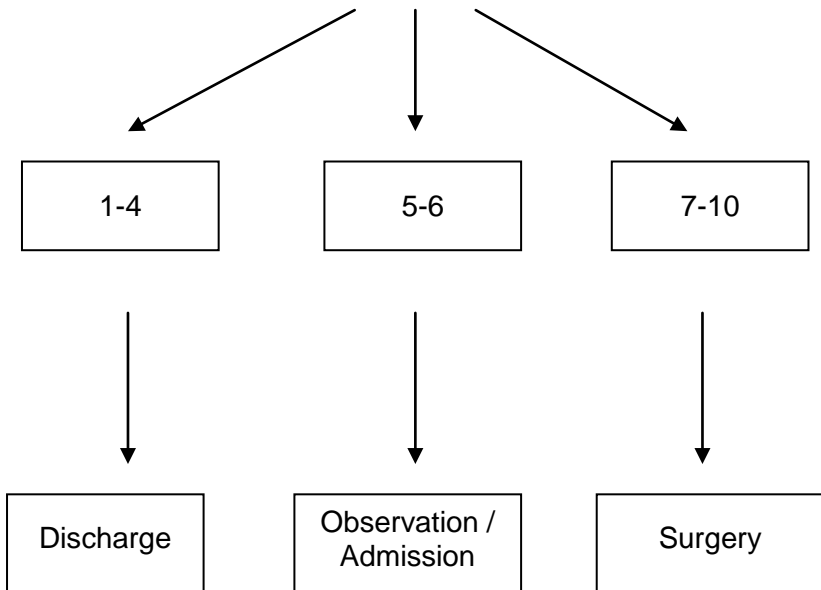 1-4
5-6
7-10
Discharge
Observation /
Admission
Surgery